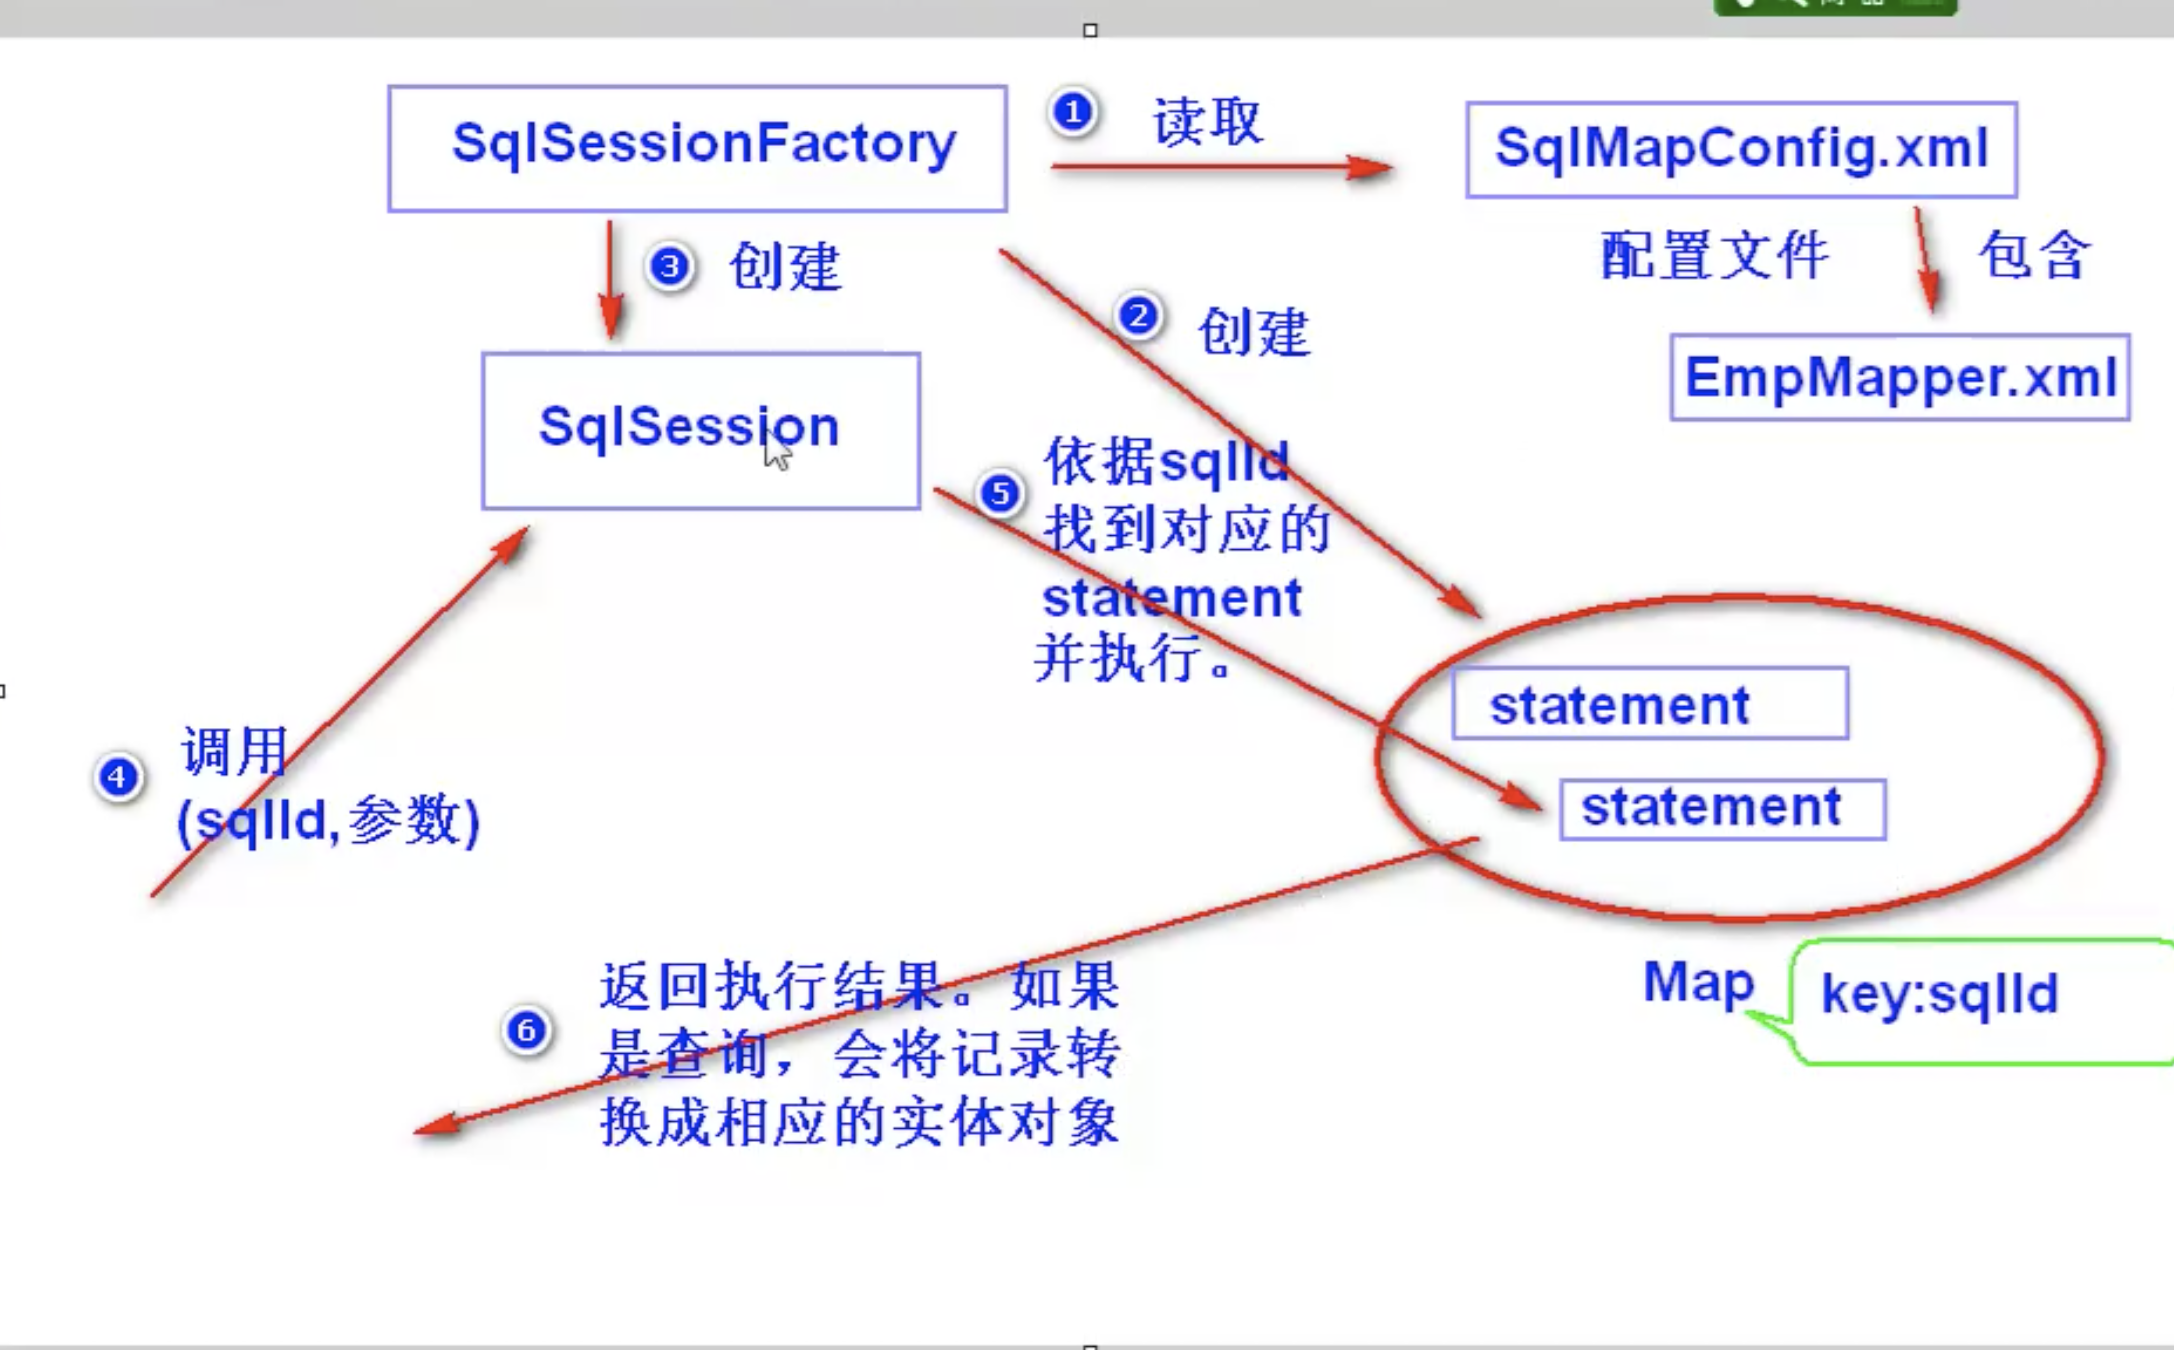 SqlSessionFactory
1 读取
SqlMapConfig.xml
配置文件 包含
3 创建
2 创建
EmpMapper.xml
SqlSession
5 依据sqlId
找到对应的
statement
并执行。
statement
statement
4 调用
(sqlId,参数)
Map
key:sqlId
6 返回执行结果。如果
是查询，会将记录转
换成相应的实体对象